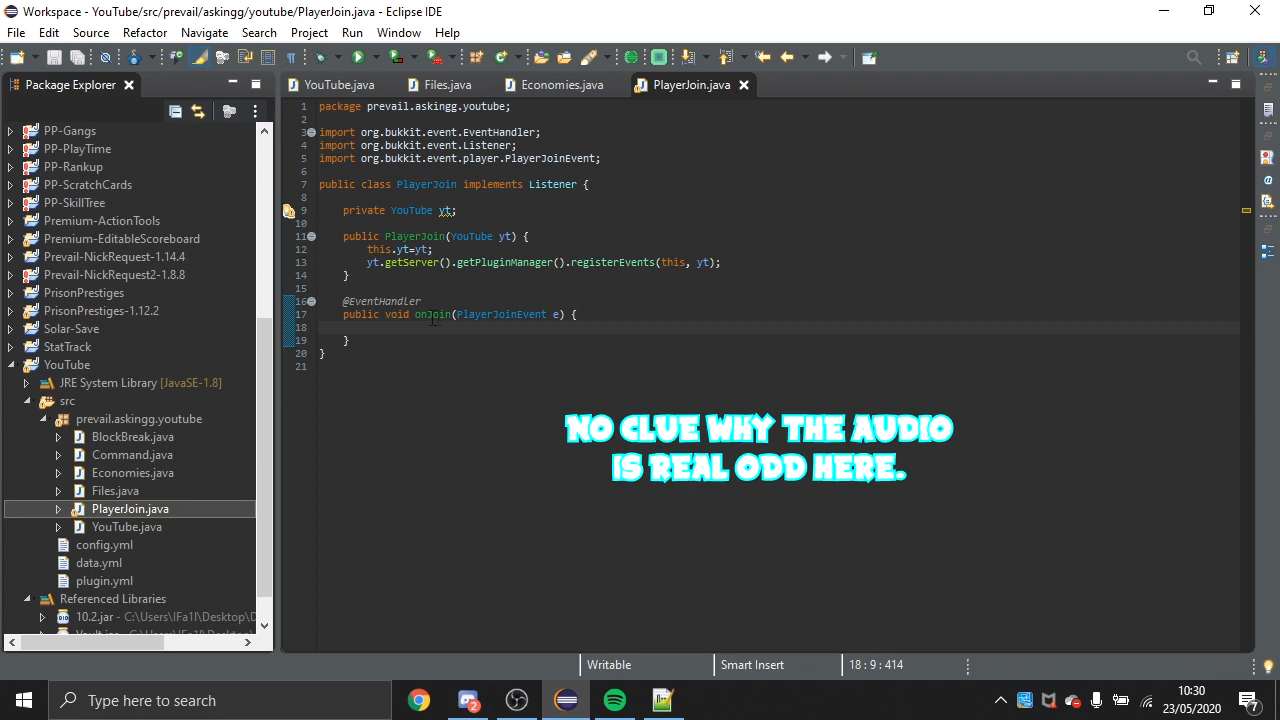 Workspace - YouTube/src/prevail/askingg/youtube/PlayerJoin.java - Eclipse IDE
File Edit Source Refactor Navigate Search Project Run Window Help
Package Explorer
PP-Gangs
PP-PlayTime
PP-Rankup
PP-ScratchCards
PP-SkillTree
Premium-ActionTools
Premium-EditableScoreboard
Prevail-NickRequest-1.14.4
Prevail-NickRequest2-1.8.8
PrisonPrestiges
PrisonPrestiges-1.12.2
Solar-Save
StatTrack
YouTube
JRE System Library [JavaSE-1.8]
src
prevail.askingg.youtube
BlockBreak.java
Command.java
Economies.java
Files.java
PlayerJoin.java
YouTube.java
config.yml
data.yml
plugin.yml
Referenced Libraries
10.2.jar - C:\Users\IFa1I\Desktop\D
YouTube.java Files.java Economies.java PlayerJoin.java
1 package prevail.askingg.youtube;
2
3 import org.bukkit.event.EventHandler;
4 import org.bukkit.event.Listener;
5 import org.bukkit.event.player.PlayerJoinEvent;
6
7 public class PlayerJoin implements Listener {
8
9 private YouTube yt;
10
11 public PlayerJoin(YouTube yt) {
12 this.yt=yt;
13 yt.getServer().getPluginManager().registerEvents(this, yt);
14 }
15
16 @EventHandler
17 public void onJoin(PlayerJoinEvent e) {
18
19 }
20 }
21
NO CLUE WHY THE AUDIO
IS REAL ODD HERE.
Writable Smart Insert 18 : 9 : 414
Type here to search
2
10:30
23/05/2020
7